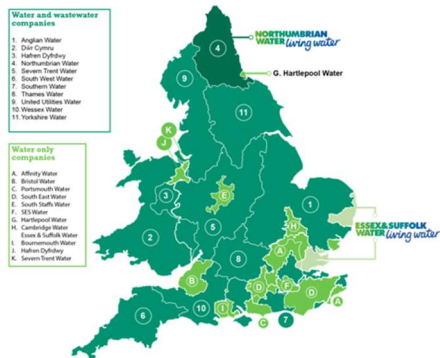 Water and wastewater
companies
1. Anglian Water
2. Dŵr Cymru
3. Hafren Dyfrdwy
4. Northumbrian Water
5. Severn Trent Water
6. South West Water
7. Southern Water
8. Thames Water
9. United Utilities Water
10. Wessex Water
11. Yorkshire Water
Water only
companies
A. Affinity Water
B. Bristol Water
C. Portsmouth Water
D. South East Water
E. South Staffs Water
F. SES Water
G. Hartlepool Water
H. Cambridge Water
Essex & Suffolk Water
I. Bournemouth Water
J. Hafren Dyfrdwy
K. Severn Trent Water
NORTHUMBRIAN
WATER living water
4
G. Hartlepool Water
9
11
K
J
3
E
1
H
ESSEX&SUFFOLK
WATER living water
2
5
A
8
B
D
F
D
A
6
10
I
C
7